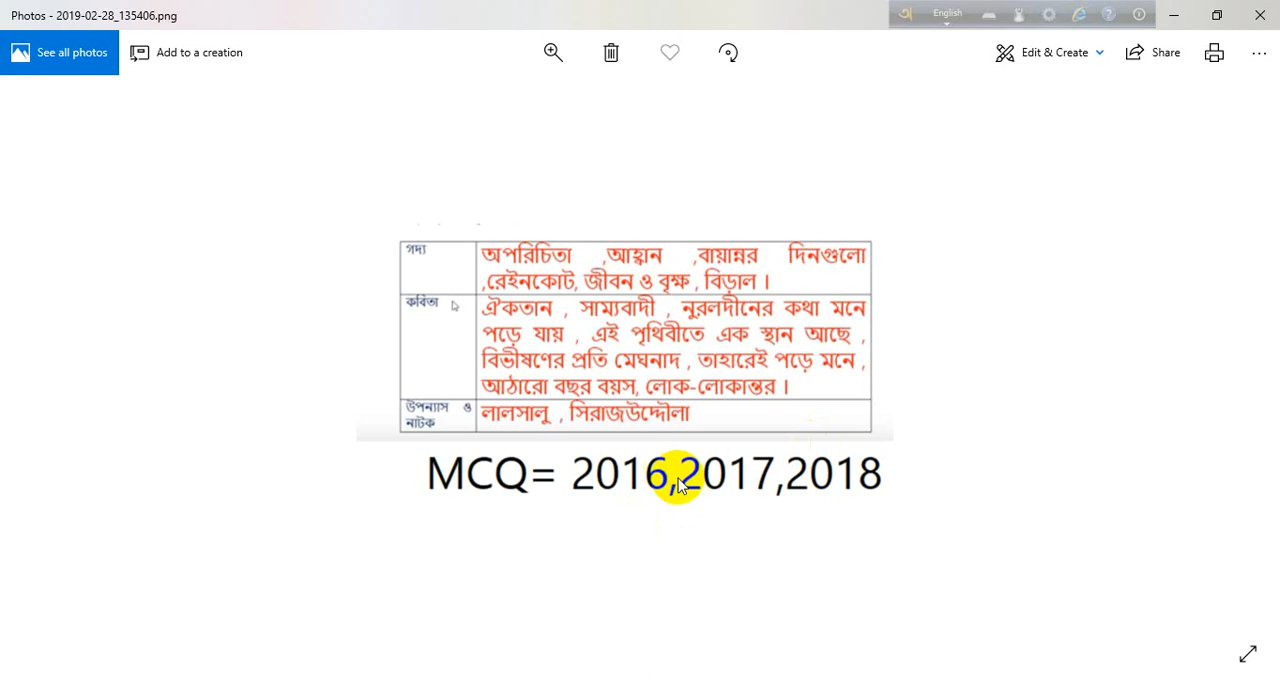 Photos - 2019-02-28_135406.png
অ English
See all photos Add to a creation Edit & Create Share
গদ্য অপরিচিতা ,আহ্বান ,বায়ান্নর দিনগুলো
,রেইনকোট, জীবন ও বৃক্ষ , বিড়াল ।
কবিতা ঐকতান , সাম্যবাদী , নুরলদীনের কথা মনে
পড়ে যায় , এই পৃথিবীতে এক স্থান আছে ,
বিভীষণের প্রতি মেঘনাদ , তাহারেই পড়ে মনে ,
আঠারো বছর বয়স, লোক-লোকান্তর ।
উপন্যাস ও লালসালু , সিরাজউদ্দৌলা
নাটক
MCQ= 2016,2017,2018